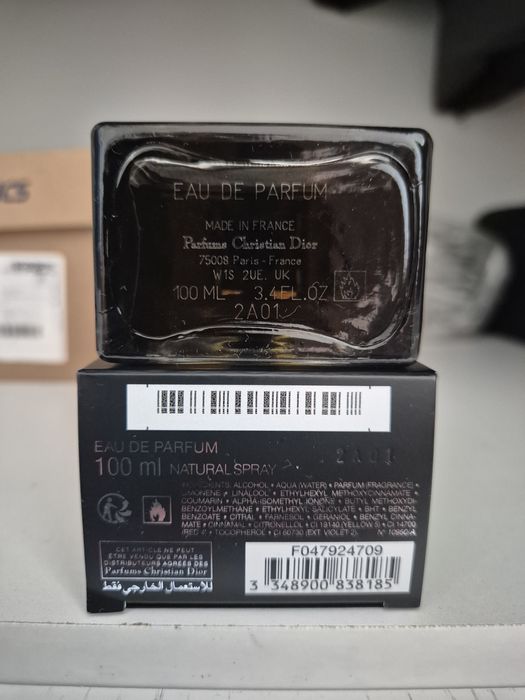 EAU DE PARFUM
MADE IN FRANCE
Parfums Christian Dior
75008 Paris - France
W1S 2UE. UK
100 ML - 3.4 FL.OZ
2A01
EAU DE PARFUM
100 ml NATURAL SPRAY
2A01
INGREDIENTS: ALCOHOL • AQUA (WATER) • PARFUM (FRAGRANCE)
LIMONENE • LINALOOL • ETHYLHEXYL METHOXYCINNAMATE •
COUMARIN • ALPHA-ISOMETHYL IONONE • BUTYL METHOXYDI-
BENZOYLMETHANE • ETHYLHEXYL SALICYLATE • BHT • BENZYL
BENZOATE • CITRAL • FARNESOL • GERANIOL • BENZYL CINNA-
MATE • CINNAMAL • CITRONELLOL • CI 19140 (YELLOW 5) • CI 14700
(RED 4) • TOCOPHEROL • CI 60730 (EXT. VIOLET 2). N°
CET ARTICLE NE PEUT
ÊTRE VENDU QUE PAR LES
DISTRIBUTEURS AGRÉÉS DES
Parfums Christian Dior
للاستعمال الخارجي فقط
F047924709
3 348900 838185